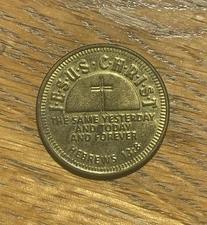 JESUS·CHRIST
THE SAME YESTERDAY
AND TODAY
AND FOREVER
HEBREWS 13:8